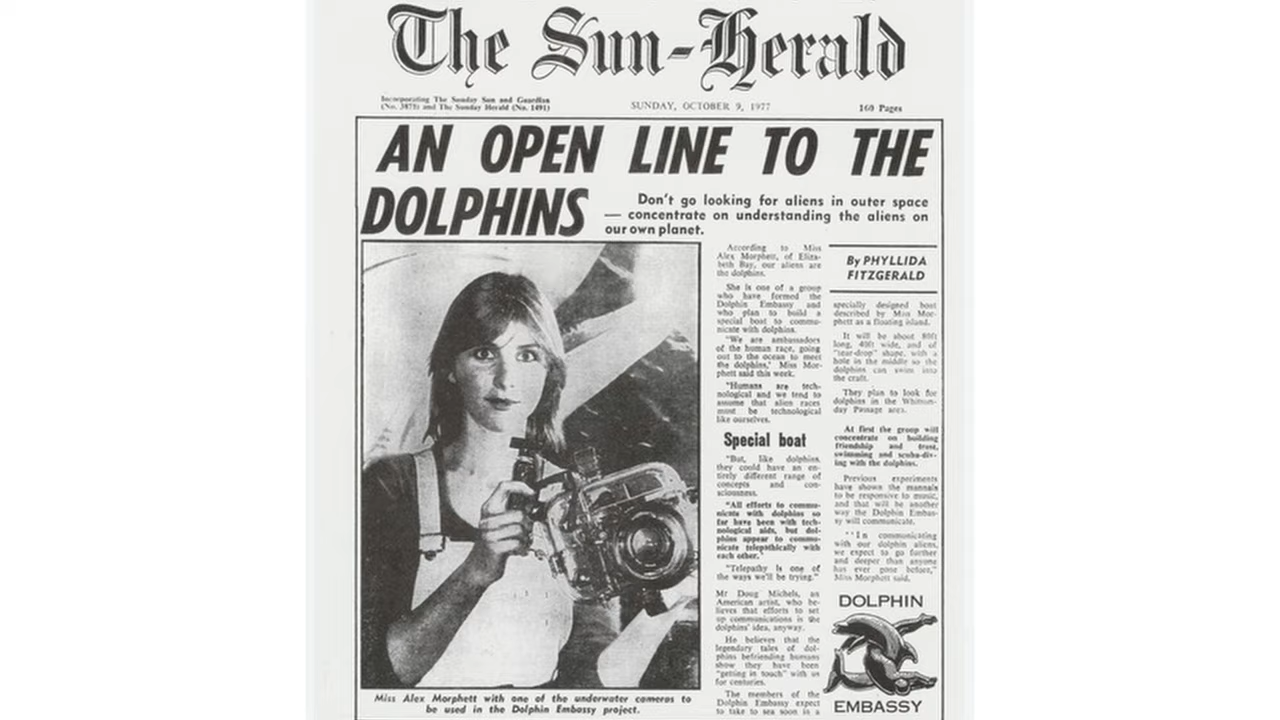 The Sun-Herald
Incorporating The Sunday Sun and Guardian
(No. 3871) and The Sunday Herald (No. 1491)
SUNDAY, OCTOBER 9, 1977
160 Pages
AN OPEN LINE TO THE
DOLPHINS
Don't go looking for aliens in outer space
— concentrate on understanding the aliens on
our own planet.
According to Miss
Alex Morphett, of Eliza-
beth Bay, our aliens are
the dolphins.
She is one of a group
who have formed the
Dolphin Embassy and
who plan to build a
special boat to commu-
nicate with dolphins.
"We are ambassadors
of the human race, going
out to the ocean to meet
the dolphins,' Miss Mor-
phett said this week.
"Humans are tech-
nological and we tend to
assume that alien races
must be technological
like ourselves.
Special boat
"But, like dolphins,
they could have an en-
tirely different range of
concepts and con-
sciousness.
"All efforts to commu-
nicate with dolphins so
far have been with tech-
nological aids, but dol-
phins appear to commu-
nicate telepathically with
each other."
"Telepathy is one of
the ways we'll be trying."
Mr Doug Michels, an
American artist, who be-
lieves that efforts to set
up communications is the
dolphins' idea, anyway.
He believes that the
legendary tales of dol-
phins befriending humans
show they have been
"getting in touch" with us
for centuries.
The members of the
Dolphin Embassy expect
to take to sea soon in a
By PHYLLIDA
FITZGERALD
specially designed boat
described by Miss Mor-
phett as a floating island.
It will be about 80ft
long, 40ft wide, and of
"tear-drop" shape, with a
hole in the middle so the
dolphins can swim into
the craft.
They plan to look for
dolphins in the Whitsun-
day Passage area.
At first the group will
concentrate on building
friendship and trust,
swimming and scuba-div-
ing with the dolphins.
Previous experiments
have shown the mammals
to be responsive to music,
and that will be another
way the Dolphin Embas-
sy will communicate.
"In communicating
with our dolphin aliens,
we expect to go further
and deeper than anyone
has ever gone before,"
Miss Morphett said.
DOLPHIN
EMBASSY
Miss Alex Morphett with one of the underwater cameras to
be used in the Dolphin Embassy project.